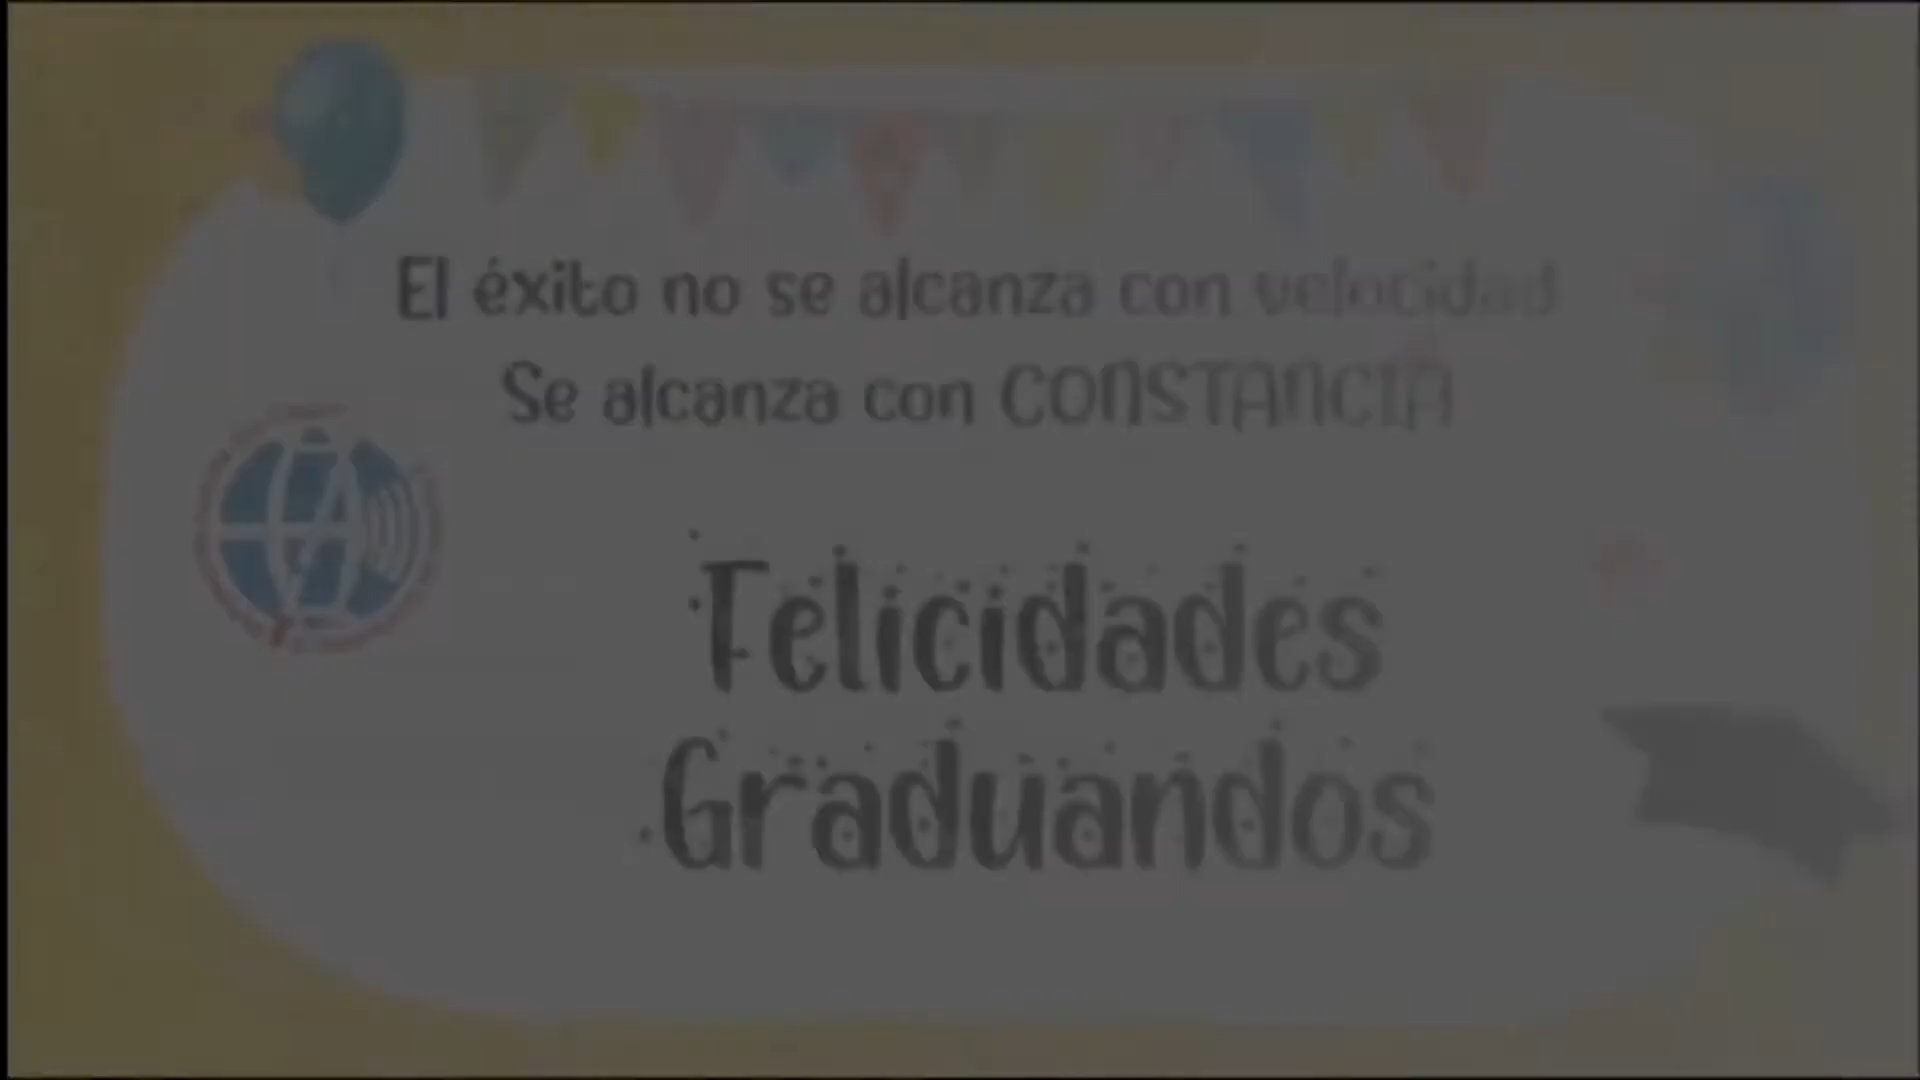 El éxito no se alcanza con velocidad
Se alcanza con CONSTANCIA
Felicidades
Graduandos